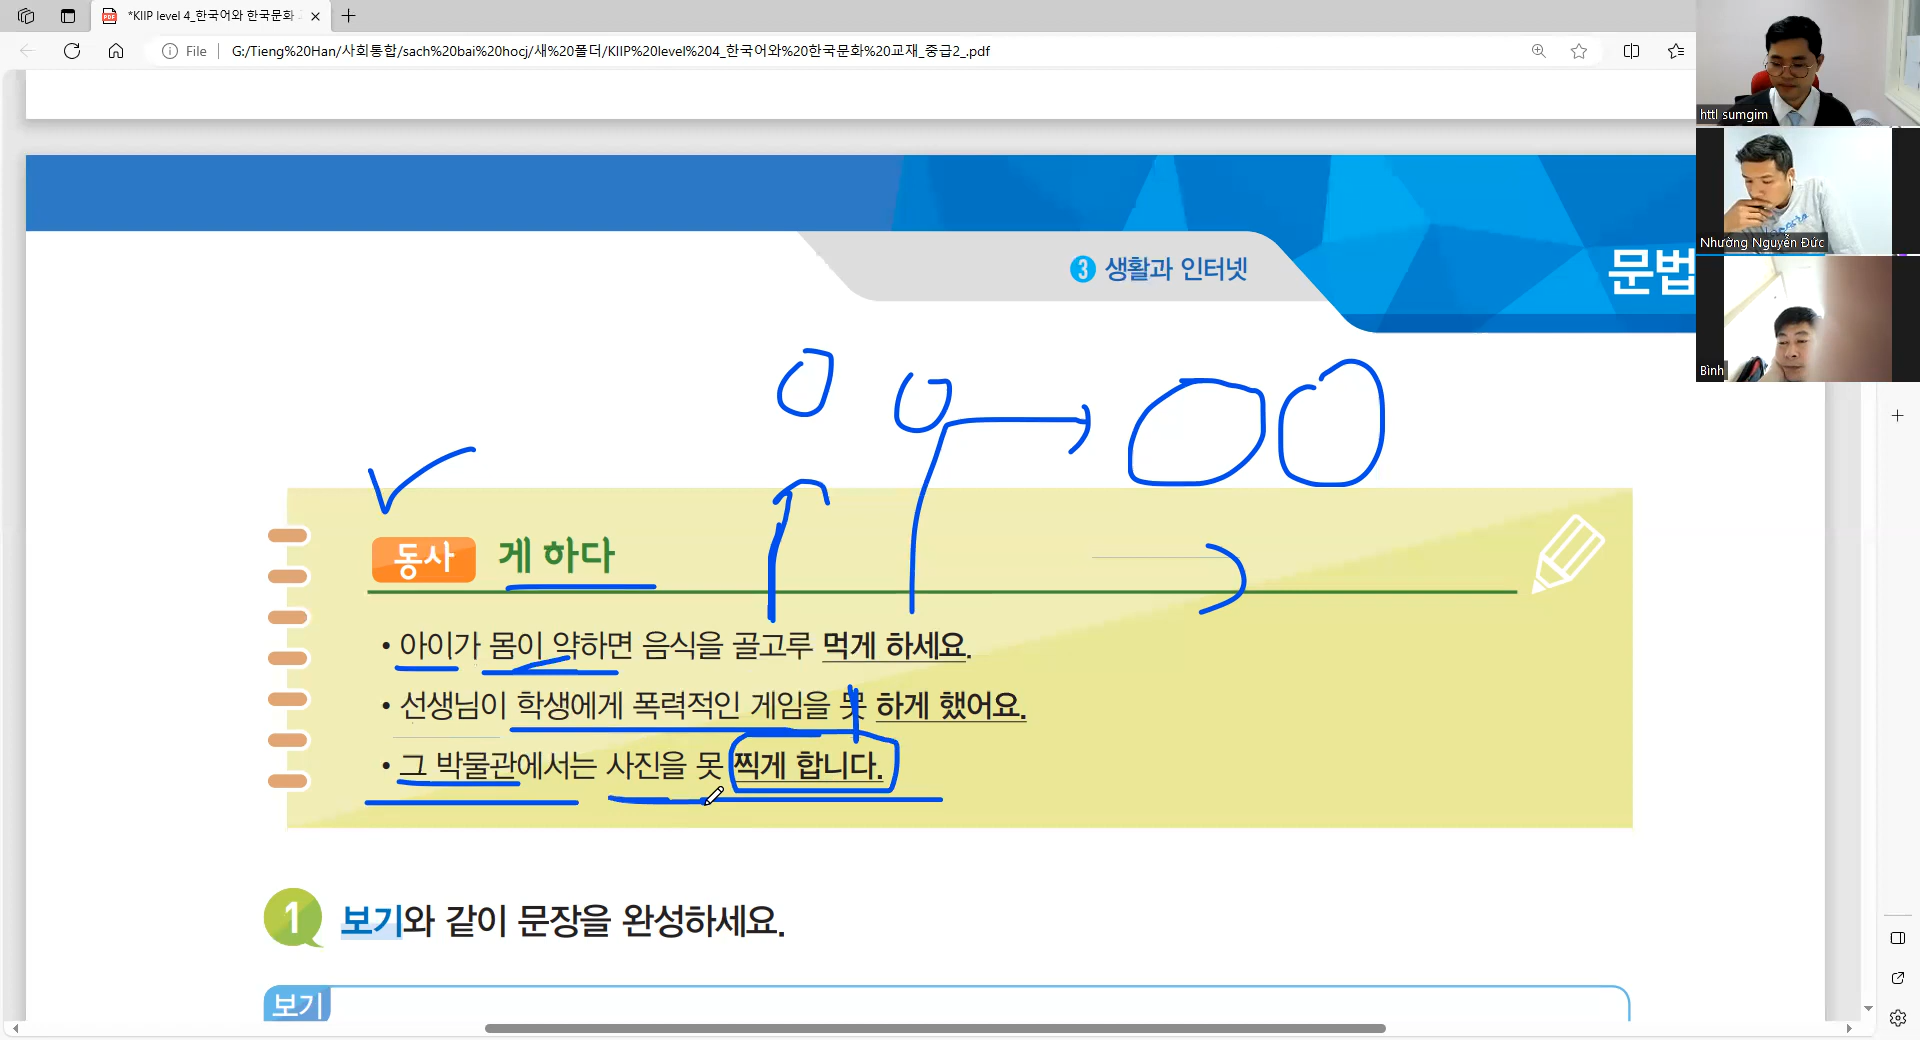 *KIIP level 4_한국어와 한국문화
File
G:/Tieng%20Han/사회통합/sach%20bai%20hocj/새%20폴더/KIIP%20level%204_한국어와%20한국문화%20교재_중급2_.pdf
httl sumgim
Nhường Nguyễn Đức
Bình
3 생활과 인터넷
문법
동사 게 하다
• 아이가 몸이 약하면 음식을 골고루 먹게 하세요.
• 선생님이 학생에게 폭력적인 게임을 못 하게 했어요.
• 그 박물관에서는 사진을 못 찍게 합니다.
1 보기와 같이 문장을 완성하세요.
보기